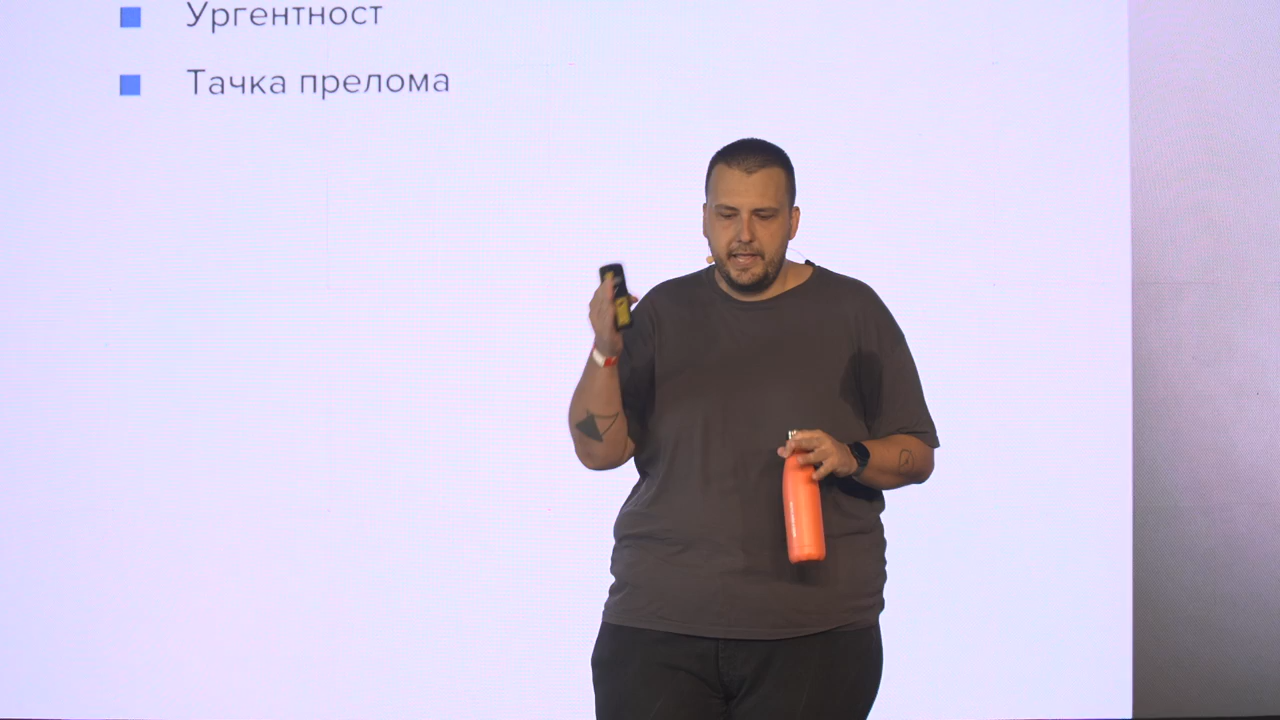 Ургентност
Тачка прелома